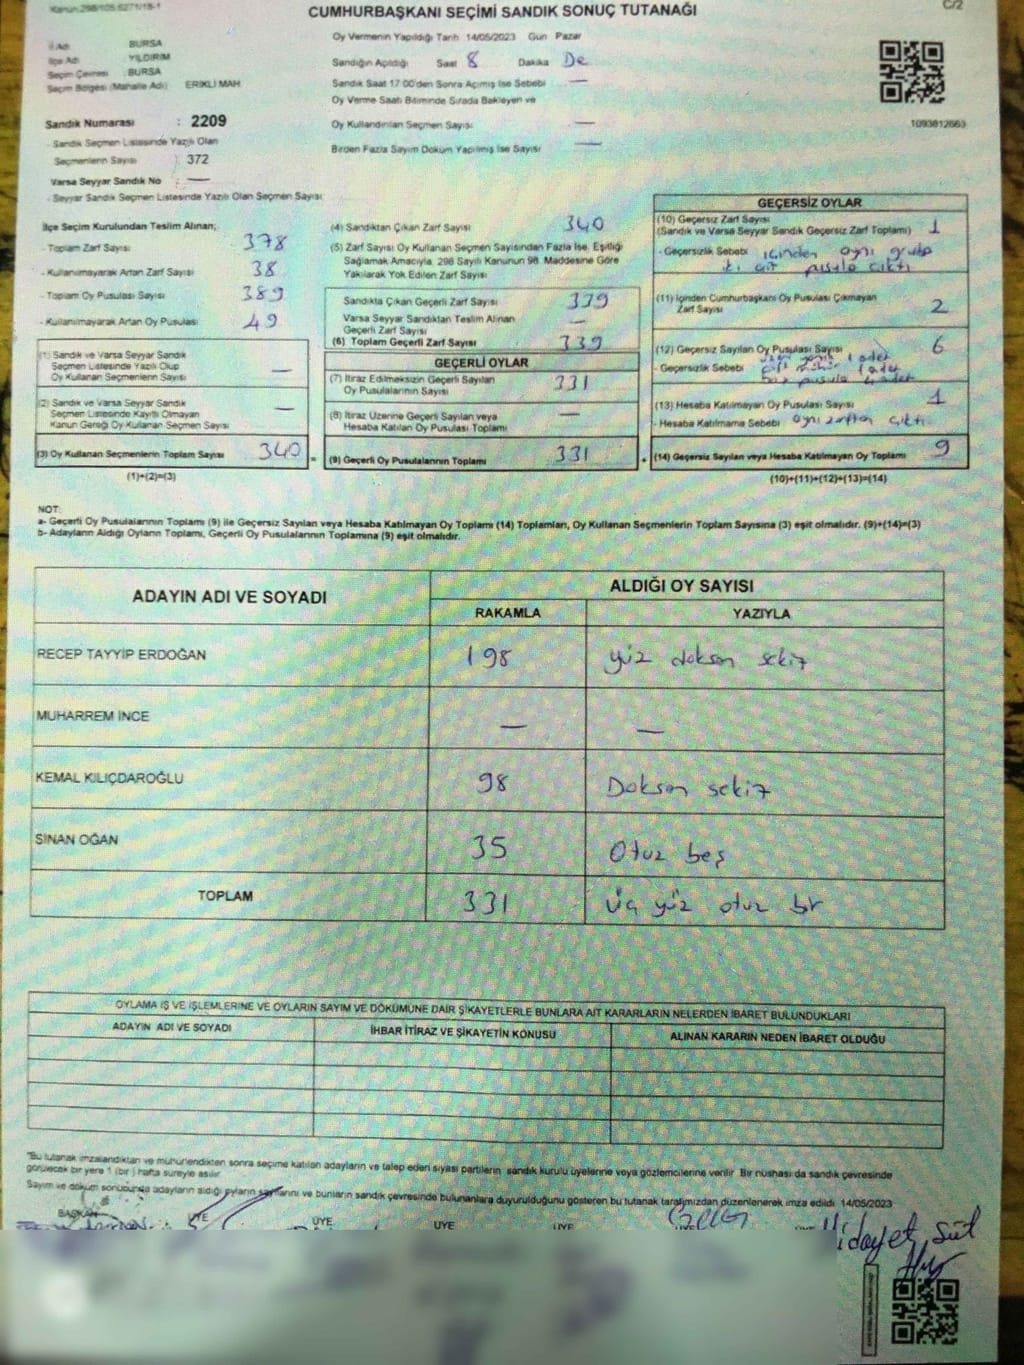 CUMHURBAŞKANI SEÇİMİ SANDIK SONUÇ TUTANAĞI
C/2
İl Adı BURSA
İlçe Adı YILDIRIM
Seçim Çevresi : BURSA
Seçim Bölgesi (Mahalle Adı) ERİKLİ MAH
Sandık Numarası : 2209
- Sandık Seçmen Listesinde Yazılı Olan
Seçmenlerin Sayısı : 372
Varsa Seyyar Sandık No : —
- Seyyar Sandık Seçmen Listesinde Yazılı Olan Seçmen Sayısı
Oy Vermenin Yapıldığı Tarih 14/05/2023 Gün Pazar
Sandığın Açıldığı Saat 8 Dakika De
Sandık Saat 17 00'den Sonra Açımış İse Sebebi —
Oy Verme Saati Bitiminde Sırada Bekleyen ve
Oy Kullandırılan Seçmen Sayısı —
Birden Fazla Sayım Döküm Yapılmış İse Sayısı —
1093812663
İlçe Seçim Kurulundan Teslim Alınan;
- Toplam Zarf Sayısı 378
- Kullanılmayarak Artan Zarf Sayısı 38
- Toplam Oy Pusulası Sayısı 389
- Kullanılmayarak Artan Oy Pusulası 49
(1) Sandık ve Varsa Seyyar Sandık
Seçmen Listesinde Yazılı Olup
Oy Kullanan Seçmenlerin Sayısı —
(2) Sandık ve Varsa Seyyar Sandık
Seçmen Listesinde Kayıtlı Olmayan
Kanun Gereği Oy Kullanan Seçmen Sayısı —
(3) Oy Kullanan Seçmenlerin Toplam Sayısı 340 =
(1)+(2)=(3)
(4) Sandıktan Çıkan Zarf Sayısı 340
(5) Zarf Sayısı Oy Kullanan Seçmen Sayısından Fazla İse, Eşitliği
Sağlamak Amacıyla, 298 Sayılı Kanunun 98. Maddesine Göre
Yakılarak Yok Edilen Zarf Sayısı
Sandıkta Çıkan Geçerli Zarf Sayısı 339
Varsa Seyyar Sandıktan Teslim Alınan
Geçerli Zarf Sayısı —
(6) Toplam Geçerli Zarf Sayısı 339
GEÇERLİ OYLAR
(7) İtiraz Edilmeksizin Geçerli Sayılan
Oy Pusulalarının Sayısı 331
(8) İtiraz Üzerine Geçerli Sayılan veya
Hesaba Katılan Oy Pusulası Toplamı —
(9) Geçerli Oy Pusulalarının Toplamı 331 +
GEÇERSİZ OYLAR
(10) Geçersiz Zarf Sayısı
(Sandık ve Varsa Seyyar Sandık Geçersiz Zarf Toplamı) 1
- Geçersizlik Sebebi içinden aynı grup
iki çift pusula çıktı
(11) İçinden Cumhurbaşkanı Oy Pusulası Çıkmayan
Zarf Sayısı 2
(12) Geçersiz Sayılan Oy Pusulası Sayısı 6
1 adet
- Geçersizlik Sebebi çift mühür 1 adet
boş pusula 4 adet
(13) Hesaba Katılmayan Oy Pusulası Sayısı 1
- Hesaba Katılmama Sebebi aynı zarftan çıktı
(14) Geçersiz Sayılan veya Hesaba Katılmayan Oy Toplamı 9
(10)+(11)+(12)+(13)=(14)
NOT:
a- Geçerli Oy Pusulalarının Toplamı (9) ile Geçersiz Sayılan veya Hesaba Katılmayan Oy Toplamı (14) Toplamları, Oy Kullanan Seçmenlerin Toplam Sayısına (3) eşit olmalıdır. (9)+(14)=(3)
b- Adayların Aldığı Oyların Toplamı, Geçerli Oy Pusulalarının Toplamına (9) eşit olmalıdır.
ADAYIN ADI VE SOYADI
ALDIĞI OY SAYISI
RAKAMLA YAZIYLA
RECEP TAYYİP ERDOĞAN 198 yüz doksan sekiz
MUHARREM İNCE — —
KEMAL KILIÇDAROĞLU 98 Doksan sekiz
SİNAN OĞAN 35 Otuz beş
TOPLAM 331 üç yüz otuz bir
OYLAMA İŞ VE İŞLEMLERİNE VE OYLARIN SAYIM VE DÖKÜMÜNE DAİR ŞİKAYETLERLE BUNLARA AİT KARARLARIN NELERDEN İBARET BULUNDUKLARI
ADAYIN ADI VE SOYADI İHBAR İTİRAZ VE ŞİKAYETİN KONUSU ALINAN KARARIN NEDEN İBARET OLDUĞU
"Bu tutanak imzalandıktan ve mühürlendikten sonra seçime katılan adayların ve talep eden siyasi partilerin sandık kurulu üyelerine veya gözlemcilerine verilir. Bir nüshası da sandık çevresinde
görülecek bir yere 1 (bir) hafta süreyle asılır.
Sayım ve döküm sonucunda adayların aldığı oyların sayılarını ve bunların sandık çevresinde bulunanlara duyurulduğunu gösteren bu tutanak tarafımızdan düzenlenerek imza edildi 14/05/2023
BAŞKAN ÜYE ÜYE ÜYE ÜYE
Hidayet Süt